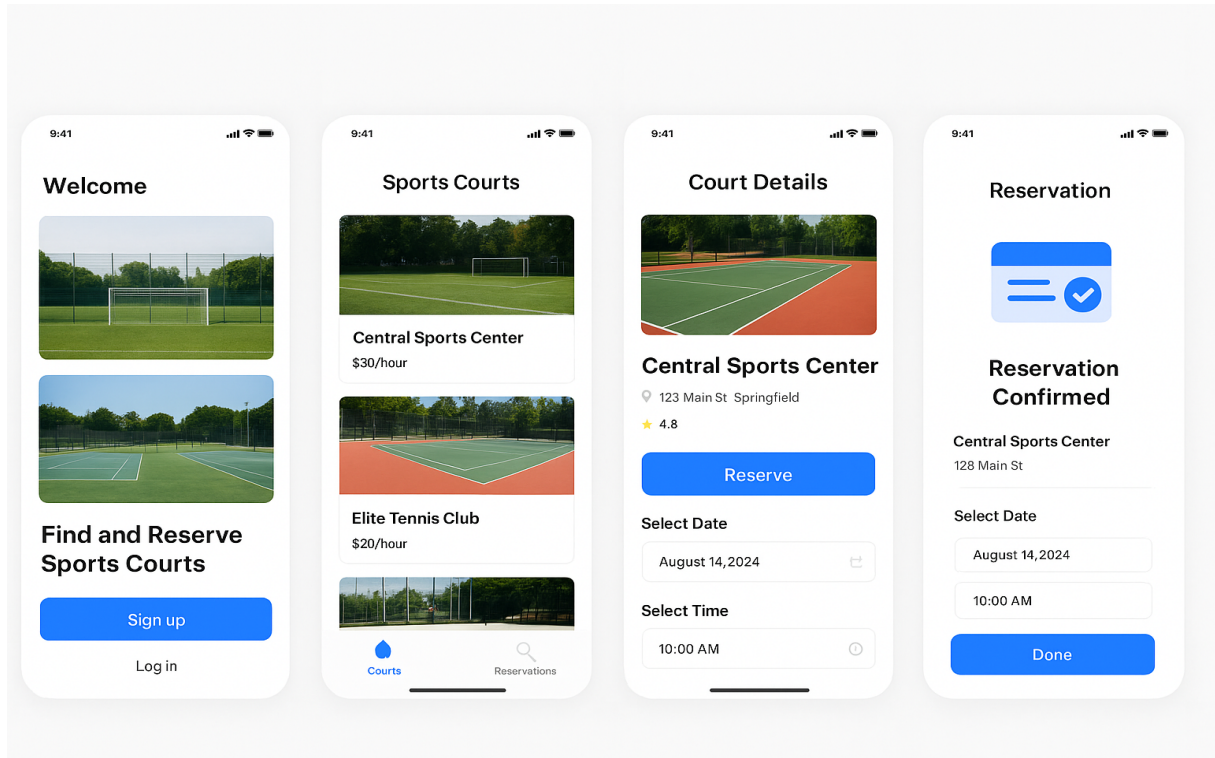 9:41
Welcome
Find and Reserve
Sports Courts
Sign up
Log in
9:41
Sports Courts
Central Sports Center
$30/hour
Elite Tennis Club
$20/hour
Courts
Reservations
9:41
Court Details
Central Sports Center
123 Main St Springfield
4.8
Reserve
Select Date
August 14,2024
Select Time
10:00 AM
9:41
Reservation
Reservation
Confirmed
Central Sports Center
128 Main St
Select Date
August 14,2024
10:00 AM
Done